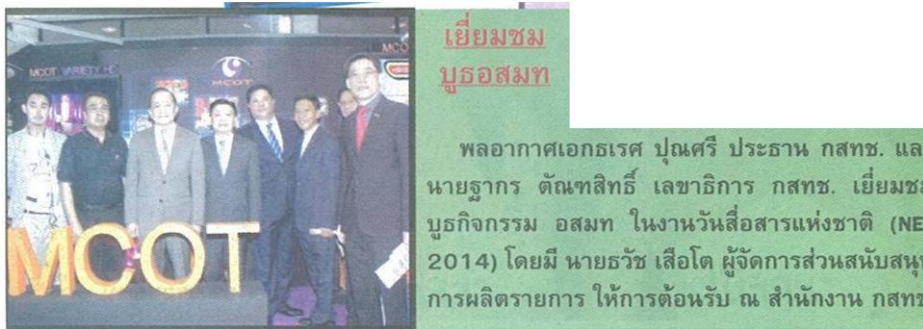 MCOT VARIETY
MCOT
MCOT
MCOT
เยี่ยมชม
บูธอสมท
พลอากาศเอกธเรศ ปุณศรี ประธาน กสทช. และ
นายฐากร ตัณฑสิทธิ์ เลขาธิการ กสทช. เยี่ยมชม
บูธกิจกรรม อสมท ในงานวันสื่อสารแห่งชาติ (NE
2014) โดยมี นายธวัช เสือโต ผู้จัดการส่วนสนับสนุ
การผลิตรายการ ให้การต้อนรับ ณ สำนักงาน กสทช